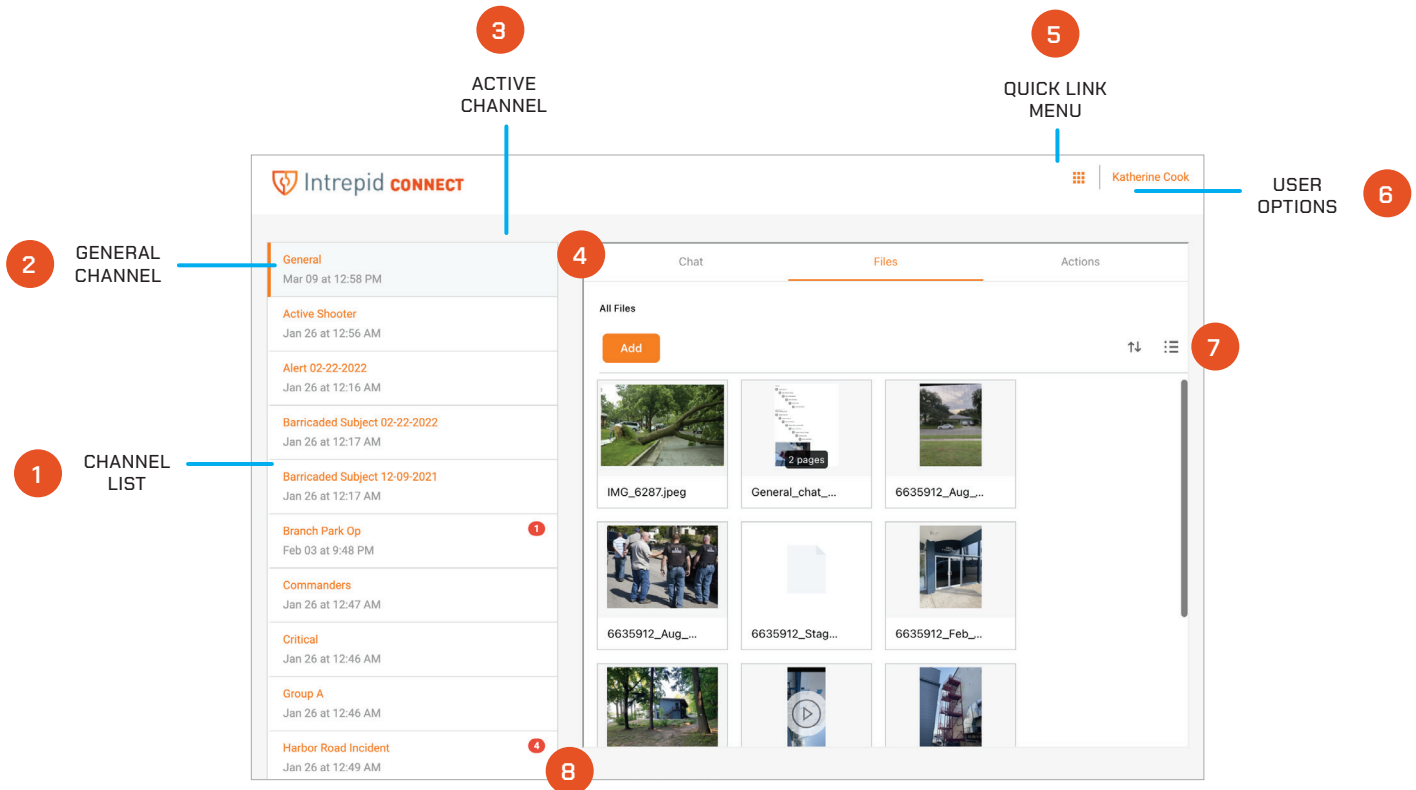 3
5
ACTIVE
CHANNEL
QUICK LINK
MENU
Intrepid CONNECT
Katherine Cook
USER
OPTIONS
6
2
GENERAL
CHANNEL
General
Mar 09 at 12:58 PM
4
Chat
Files
Actions
Active Shooter
Jan 26 at 12:56 AM
All Files
Add
7
Alert 02-22-2022
Jan 26 at 12:16 AM
Barricaded Subject 02-22-2022
Jan 26 at 12:17 AM
1
CHANNEL
LIST
Barricaded Subject 12-09-2021
Jan 26 at 12:17 AM
Branch Park Op
1
Feb 03 at 9:48 PM
Commanders
Jan 26 at 12:47 AM
Critical
Jan 26 at 12:46 AM
Group A
Jan 26 at 12:46 AM
Harbor Road Incident
4
Jan 26 at 12:49 AM
8
2 pages
IMG_6287.jpeg
General_chat_...
6635912_Aug_...
6635912_Aug_...
6635912_Stag...
6635912_Feb_...